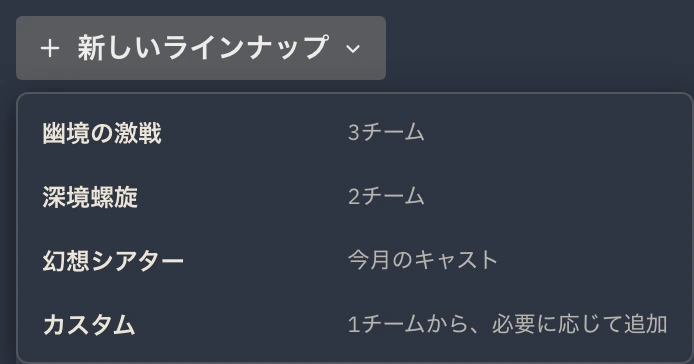 + 新しいラインナップ
幽境の激戦 3チーム
深境螺旋 2チーム
幻想シアター 今月のキャスト
カスタム 1チームから、必要に応じて追加